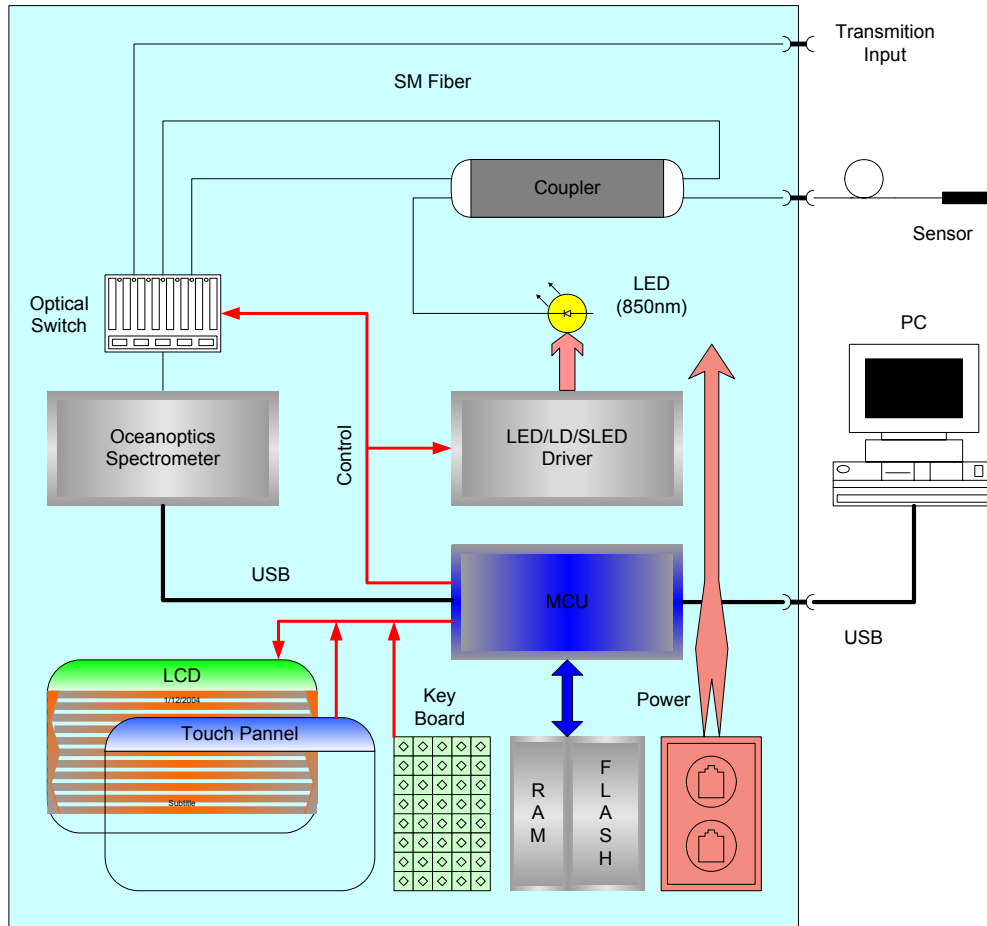 Transmition
Input
SM Fiber
Coupler
Sensor
LED
(850nm)
Optical
Switch
PC
Oceanoptics
Spectrometer
Control
LED/LD/SLED
Driver
USB
MCU
USB
LCD
1/12/2004
Touch Pannel
Subtitle
Key
Board
Power
RAM
FLASH